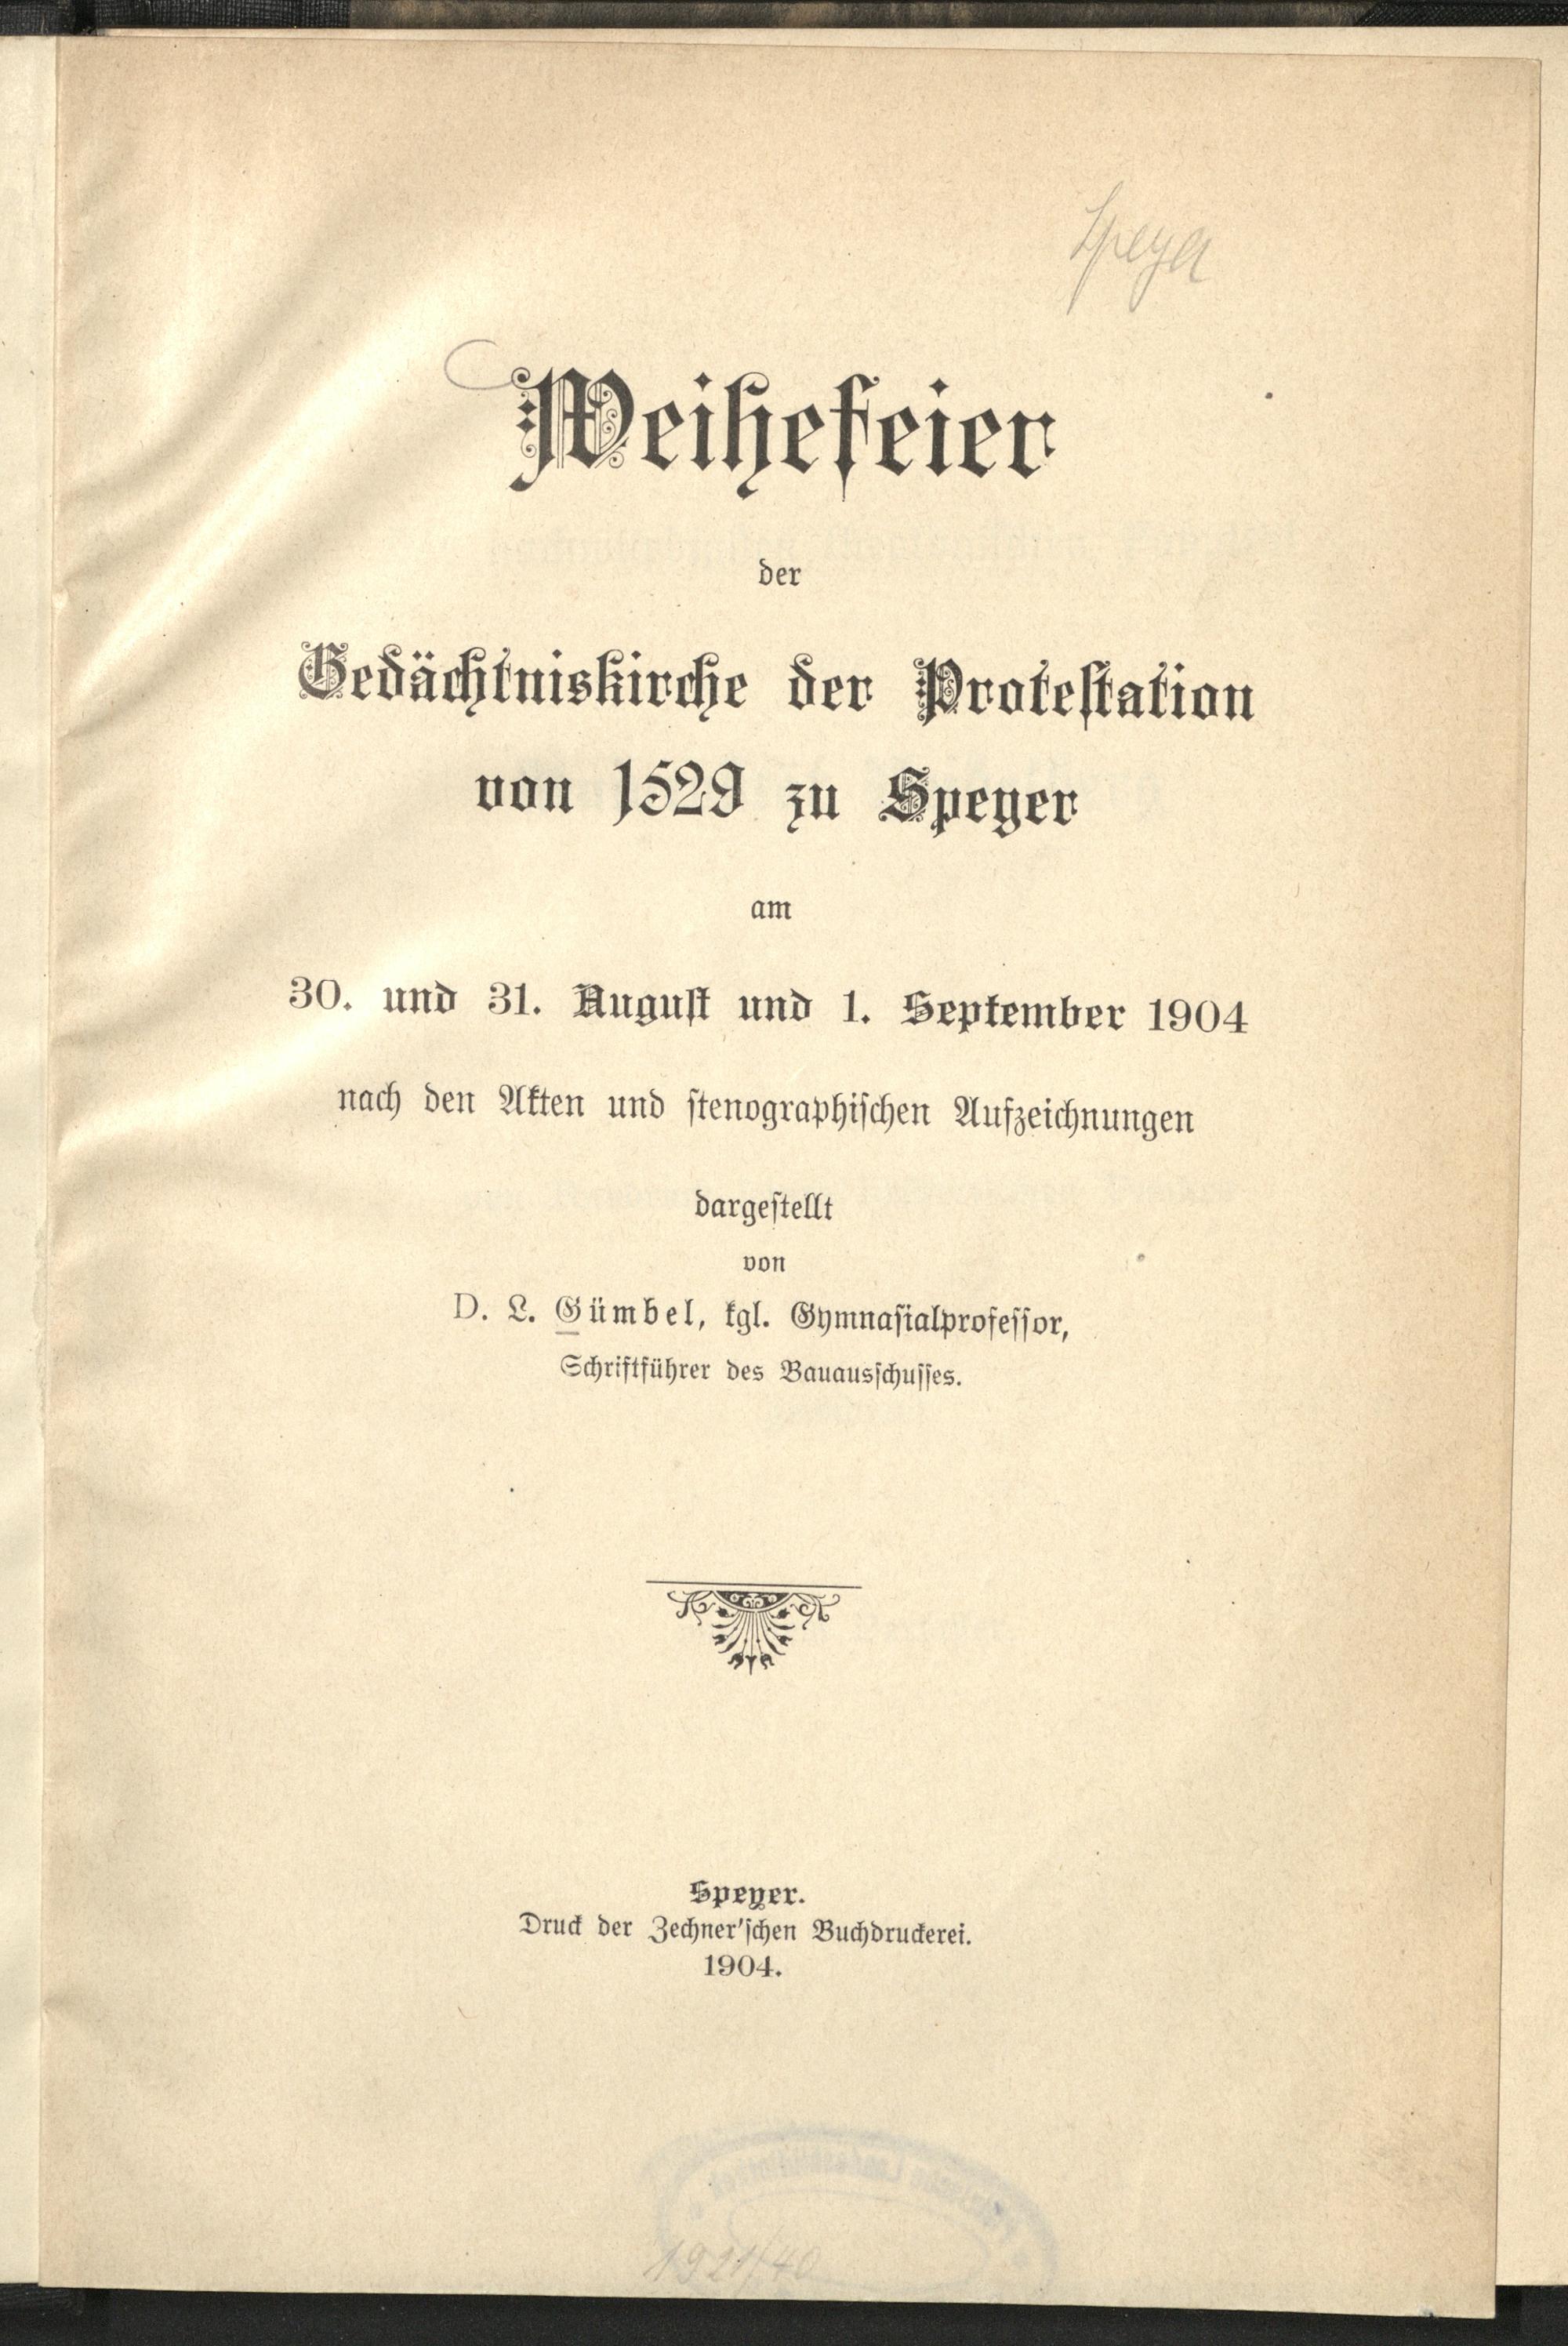 Speyer
Weihefeier
der
Gedächtniskirche der Protestation
von 1529 zu Speyer
am
30. und 31. August und 1. September 1904
nach den Akten und stenographischen Aufzeichnungen
dargestellt
von
D. L. Gümbel, kgl. Gymnasialprofessor,
Schriftführer des Bauausschusses.
Speyer.
Druck der Zechner'schen Buchdruckerei.
1904.
1921/40